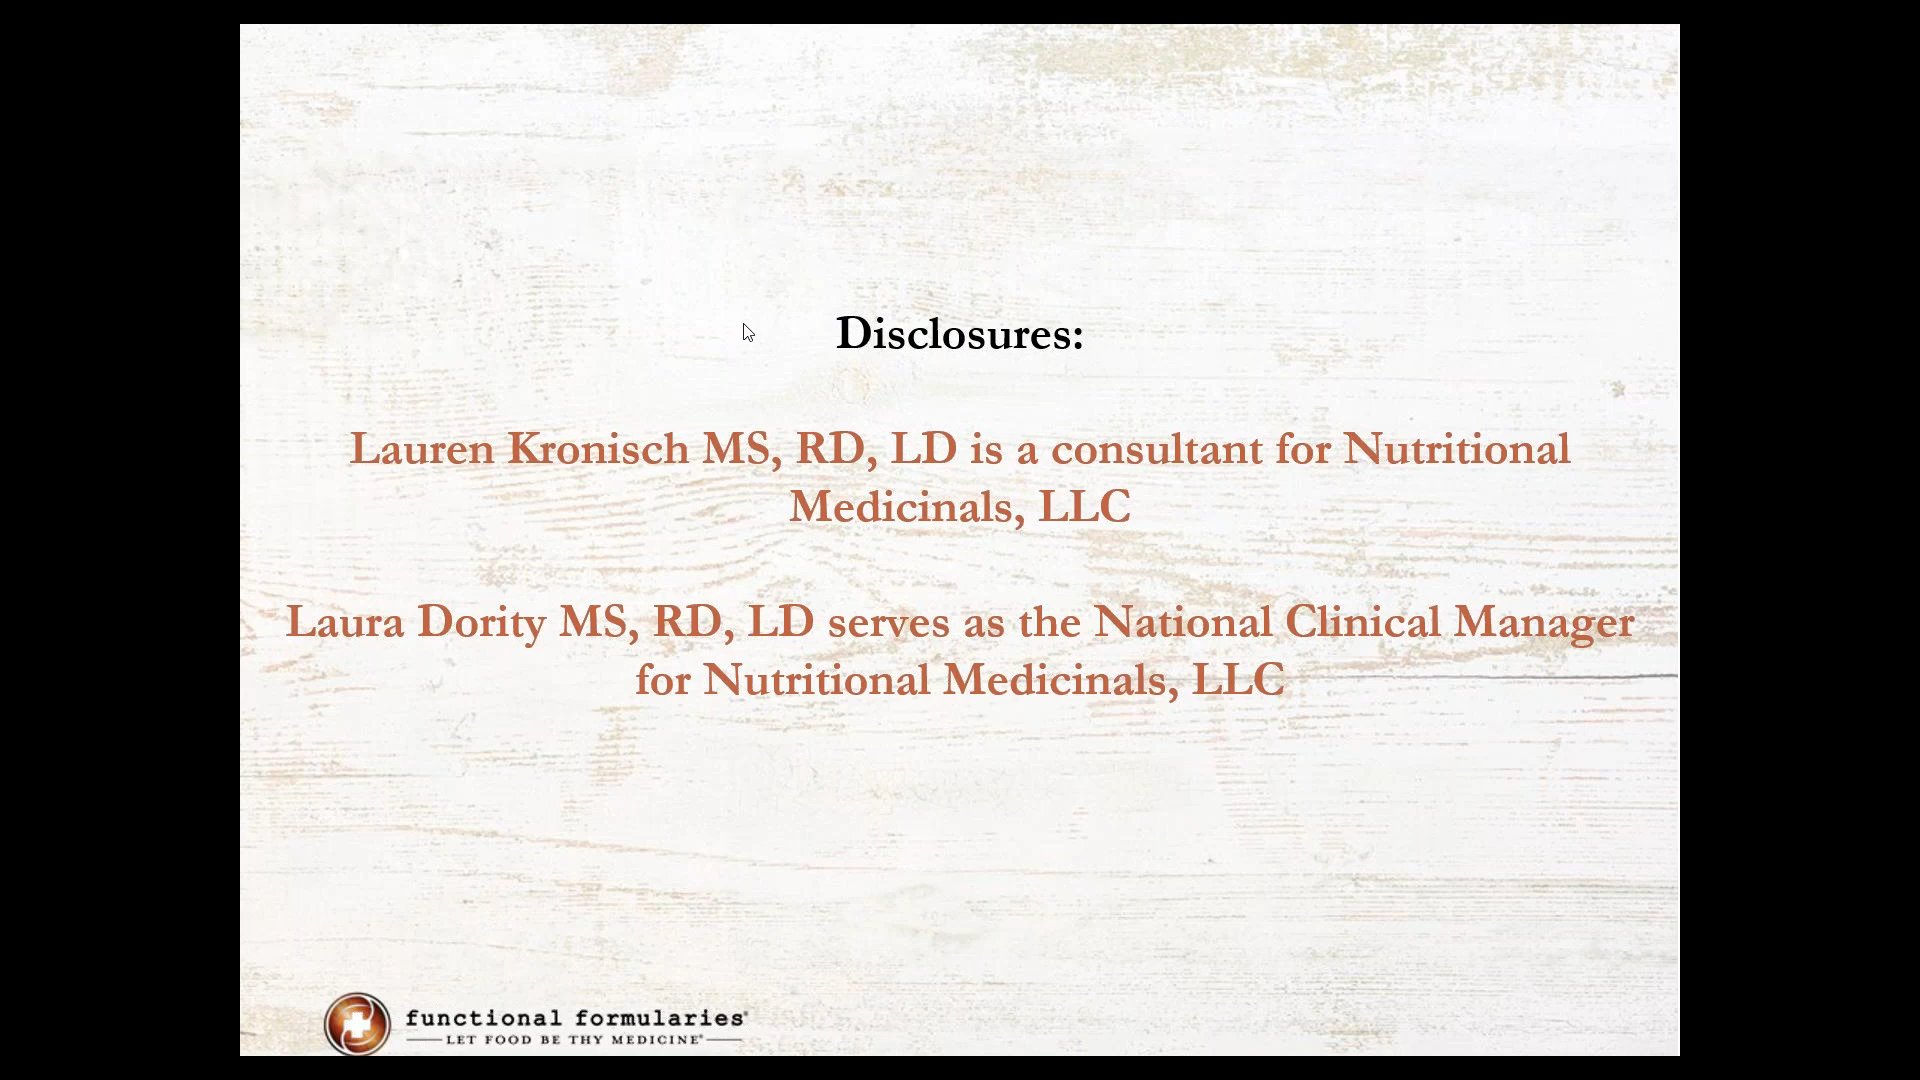 Disclosures:
Lauren Kronisch MS, RD, LD is a consultant for Nutritional
Medicinals, LLC
Laura Dority MS, RD, LD serves as the National Clinical Manager
for Nutritional Medicinals, LLC
functional formularies®
LET FOOD BE THY MEDICINE®